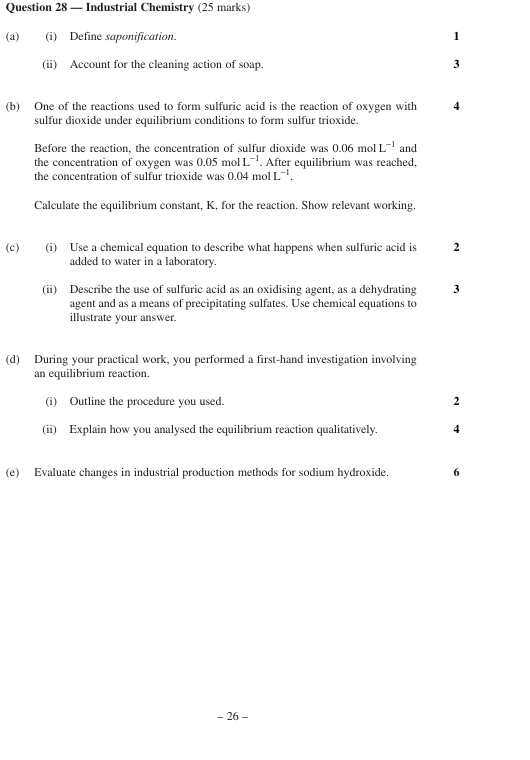 Question 28 — Industrial Chemistry (25 marks)
(a) (i) Define saponification. 1
(ii) Account for the cleaning action of soap. 3
(b) One of the reactions used to form sulfuric acid is the reaction of oxygen with 4
sulfur dioxide under equilibrium conditions to form sulfur trioxide.
Before the reaction, the concentration of sulfur dioxide was 0.06 mol L⁻¹ and
the concentration of oxygen was 0.05 mol L⁻¹. After equilibrium was reached,
the concentration of sulfur trioxide was 0.04 mol L⁻¹.
Calculate the equilibrium constant, K, for the reaction. Show relevant working.
(c) (i) Use a chemical equation to describe what happens when sulfuric acid is 2
added to water in a laboratory.
(ii) Describe the use of sulfuric acid as an oxidising agent, as a dehydrating 3
agent and as a means of precipitating sulfates. Use chemical equations to
illustrate your answer.
(d) During your practical work, you performed a first-hand investigation involving
an equilibrium reaction.
(i) Outline the procedure you used. 2
(ii) Explain how you analysed the equilibrium reaction qualitatively. 4
(e) Evaluate changes in industrial production methods for sodium hydroxide. 6
– 26 –